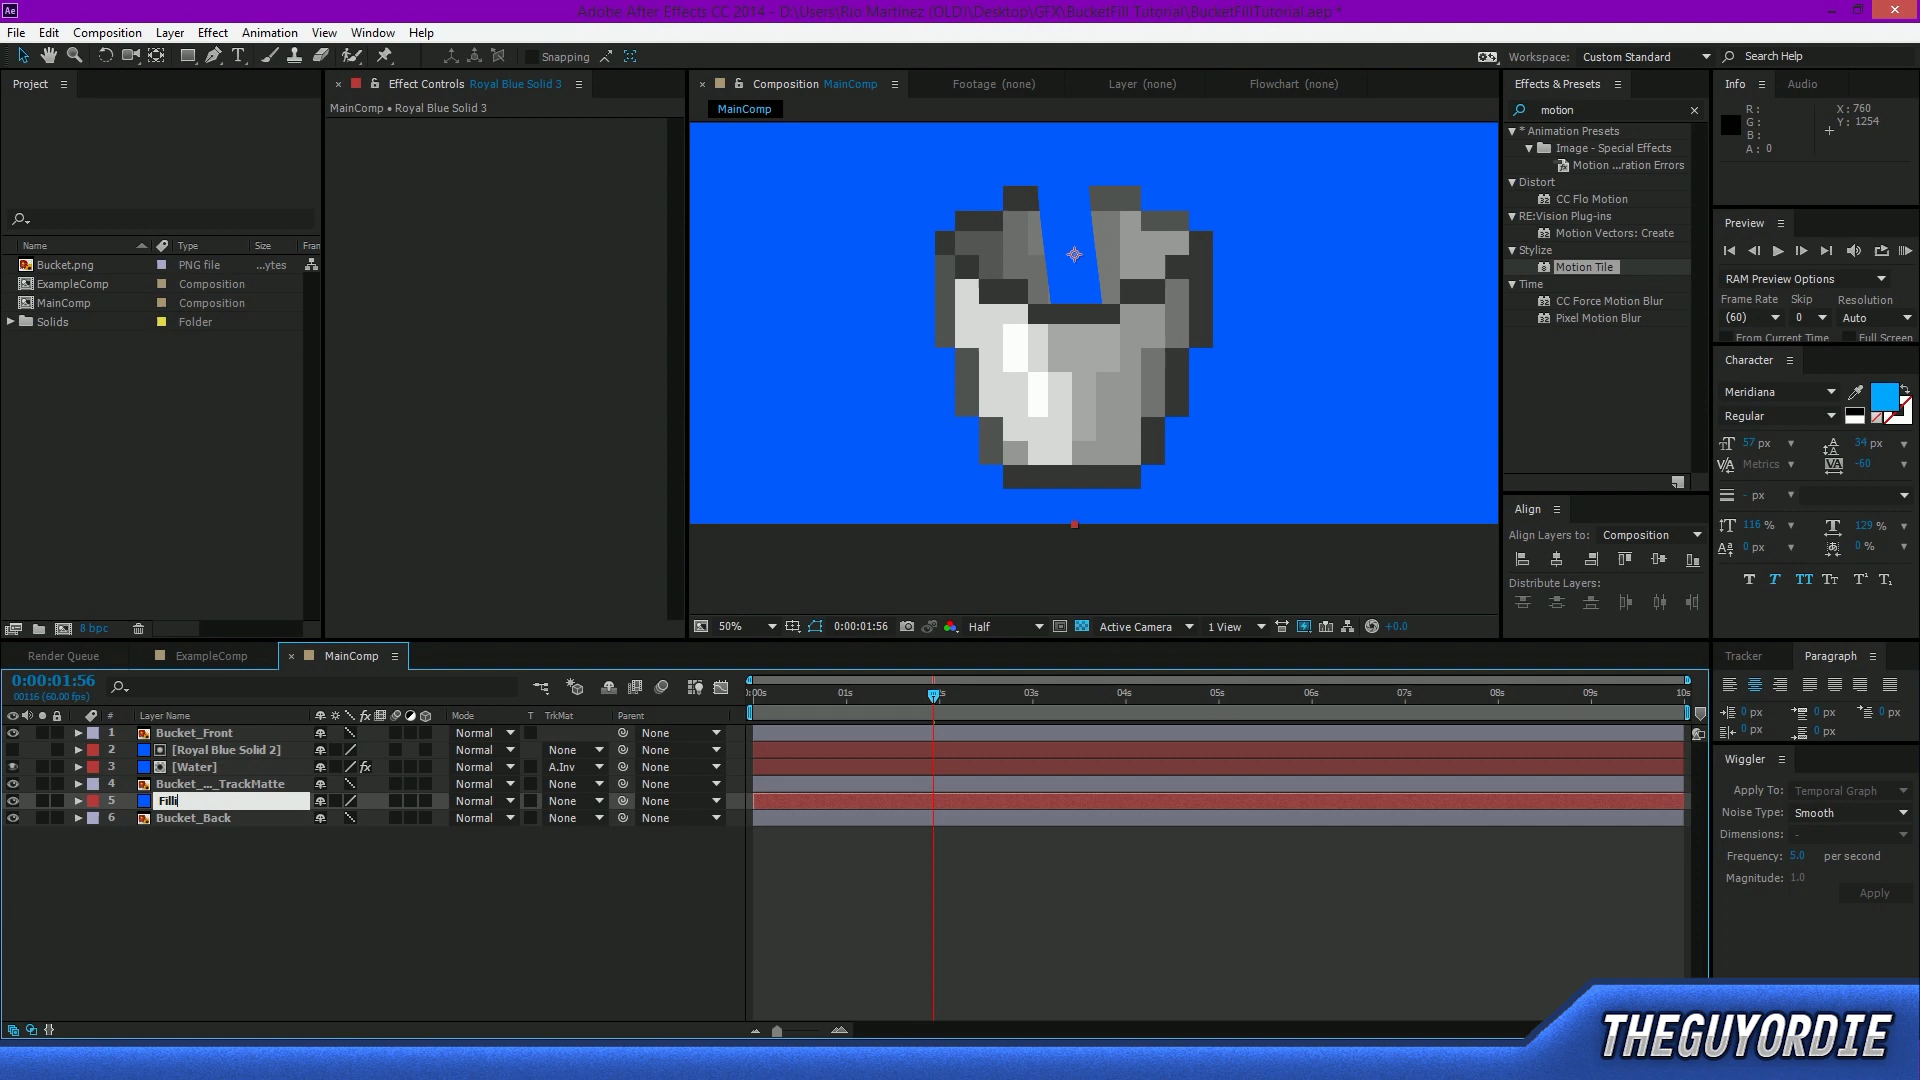 Adobe After Effects CC 2014 - D:\Users\Rio Martinez (OLD)\Desktop\GFX\BucketFill Tutorial\BucketFillTutorial.aep *
File Edit Composition Layer Effect Animation View Window Help
Snapping
Workspace: Custom Standard
Search Help
Project
Effect Controls Royal Blue Solid 3
Composition MainComp
Footage (none)
Layer (none)
Flowchart (none)
Effects & Presets
Info
Audio
MainComp • Royal Blue Solid 3
MainComp
motion
R :
G :
B :
A : 0
X : 760
Y : 1254
* Animation Presets
Image - Special Effects
Motion ...ration Errors
Distort
CC Flo Motion
RE:Vision Plug-ins
Motion Vectors: Create
Stylize
Motion Tile
Time
CC Force Motion Blur
Pixel Motion Blur
Name Type Size Fran
Bucket.png PNG file ...ytes
ExampleComp Composition
MainComp Composition
Solids Folder
Preview
RAM Preview Options
Frame Rate Skip Resolution
(60) 0 Auto
From Current Time Full Screen
Character
Meridiana
Regular
57 px 34 px
Metrics -60
- px
116 % 129 %
0 px 0 %
T T TT Tt T¹ T₁
Align
Align Layers to: Composition
Distribute Layers:
8 bpc
50% 0:00:01:56 Half Active Camera 1 View +0.0
Render Queue
ExampleComp
MainComp
Tracker
Paragraph
0:00:01:56
00116 (60.00 fps)
:00s 01s 02s 03s 04s 05s 06s 07s 08s 09s 10s
# Layer Name Mode T TrkMat Parent
1 Bucket_Front Normal None
2 [Royal Blue Solid 2] Normal None None
3 [Water] Normal A.Inv None
4 Bucket_..._TrackMatte Normal None None
5 Filli Normal None None
6 Bucket_Back Normal None None
0 px 0 px 0 px
0 px 0 px
Wiggler
Apply To: Temporal Graph
Noise Type: Smooth
Dimensions: -
Frequency: 5.0 per second
Magnitude: 1.0
Apply
THEGUYORDIE